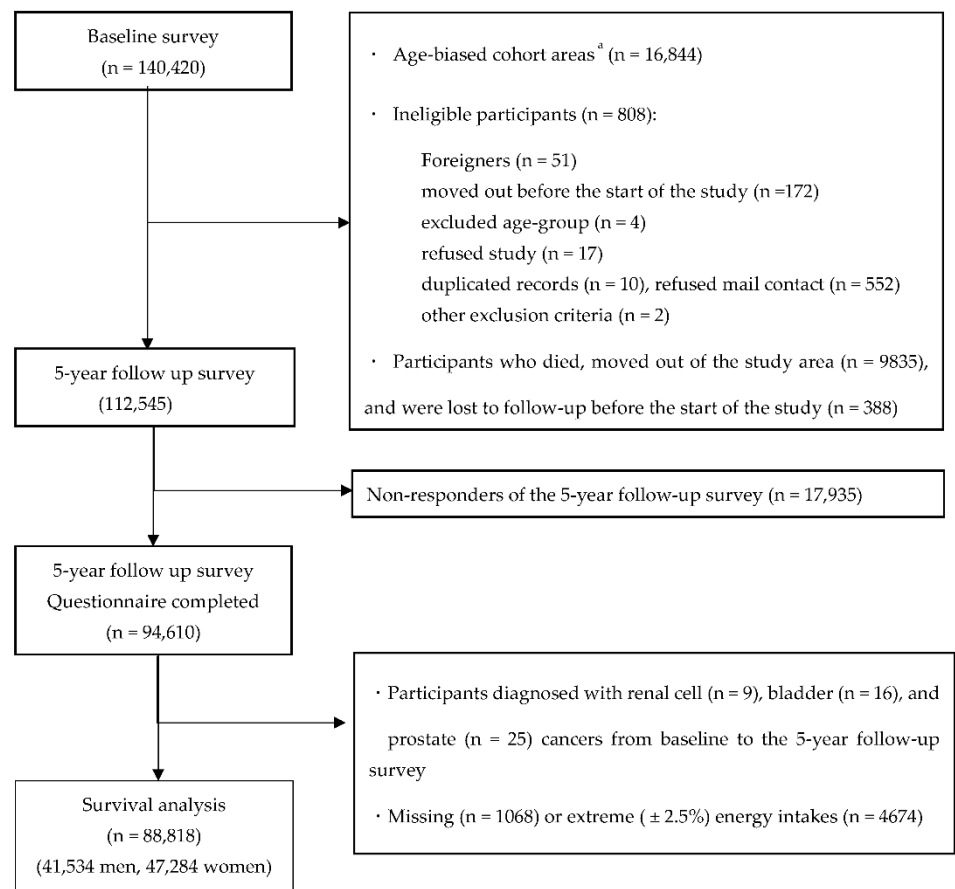 Baseline survey
(n = 140,420)
· Age-biased cohort areas a (n = 16,844)
· Ineligible participants (n = 808):
Foreigners (n = 51)
moved out before the start of the study (n =172)
excluded age-group (n = 4)
refused study (n = 17)
duplicated records (n = 10), refused mail contact (n = 552)
other exclusion criteria (n = 2)
· Participants who died, moved out of the study area (n = 9835),
and were lost to follow-up before the start of the study (n = 388)
5-year follow up survey
(112,545)
Non-responders of the 5-year follow-up survey (n = 17,935)
5-year follow up survey
Questionnaire completed
(n = 94,610)
· Participants diagnosed with renal cell (n = 9), bladder (n = 16), and
prostate (n = 25) cancers from baseline to the 5-year follow-up
survey
· Missing (n = 1068) or extreme ( ± 2.5%) energy intakes (n = 4674)
Survival analysis
(n = 88,818)
(41,534 men, 47,284 women)